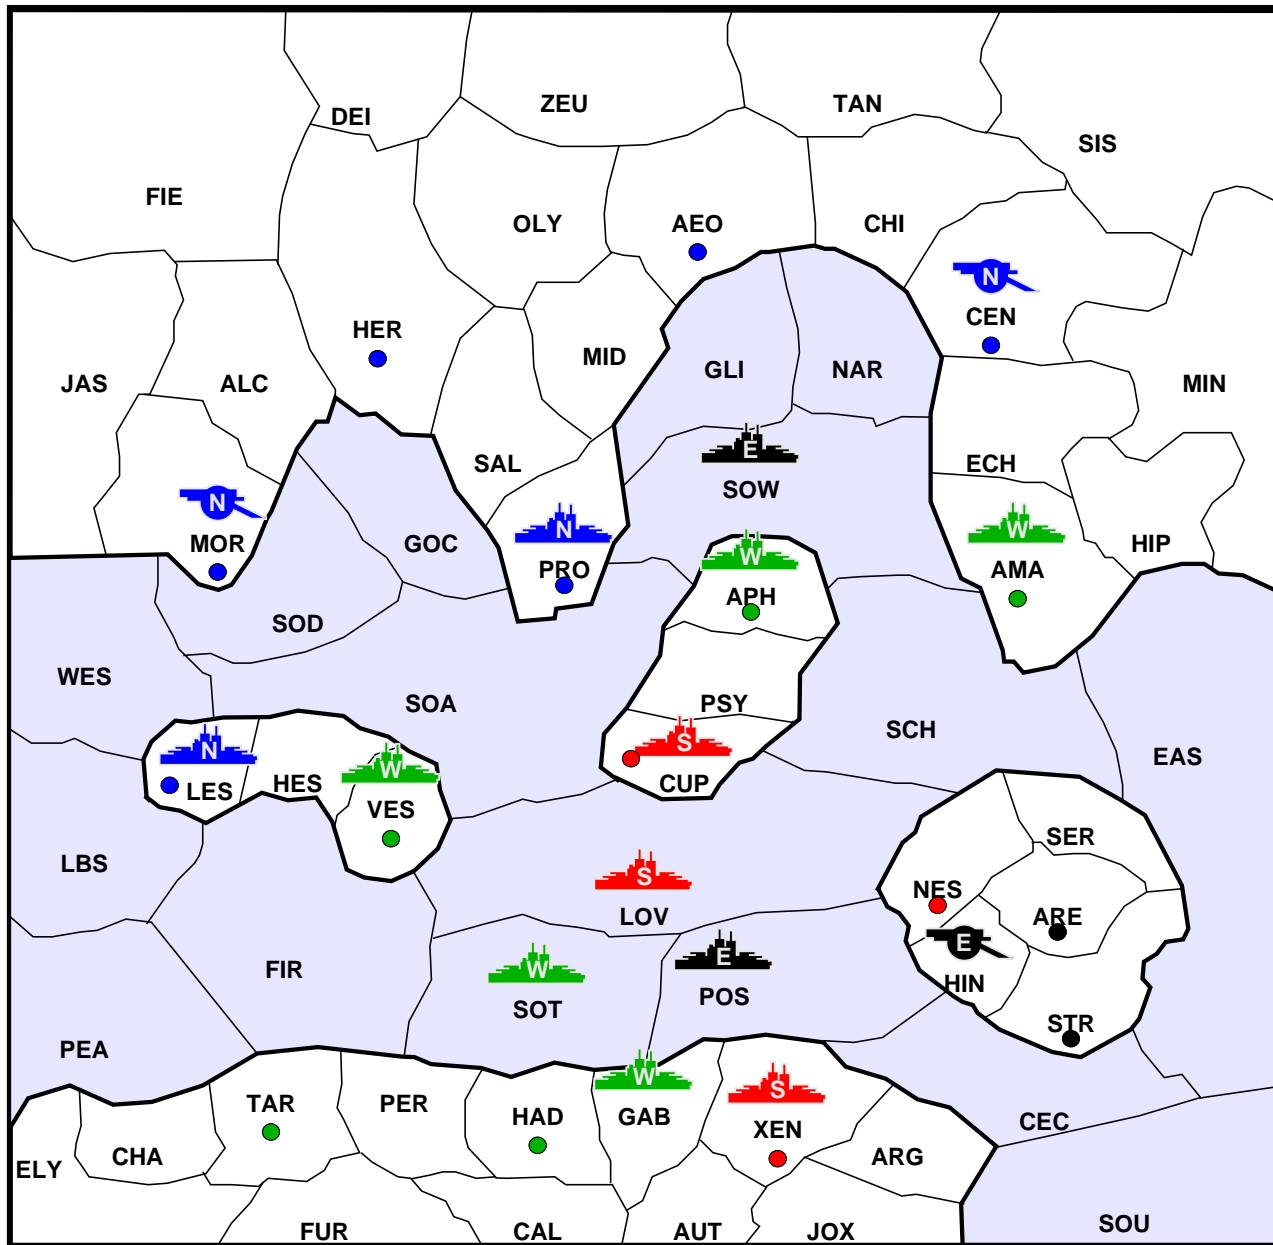 ZEU
TAN
DEI
SIS
FIE
OLY
AEO
CHI
N
CEN
HER
MID
GLI
NAR
JAS
ALC
MIN
E
SAL
ECH
SOW
N
N
W
MOR
GOC
PRO
W
AMA
HIP
APH
SOD
WES
SOA
PSY
SCH
EAS
N
S
W
LES
HES
VES
CUP
SER
LBS
S
NES
LOV
ARE
E
FIR
W
E
HIN
SOT
POS
STR
PEA
W
S
TAR
PER
HAD
GAB
XEN
CEC
ELY
CHA
ARG
FUR
CAL
AUT
JOX
SOU